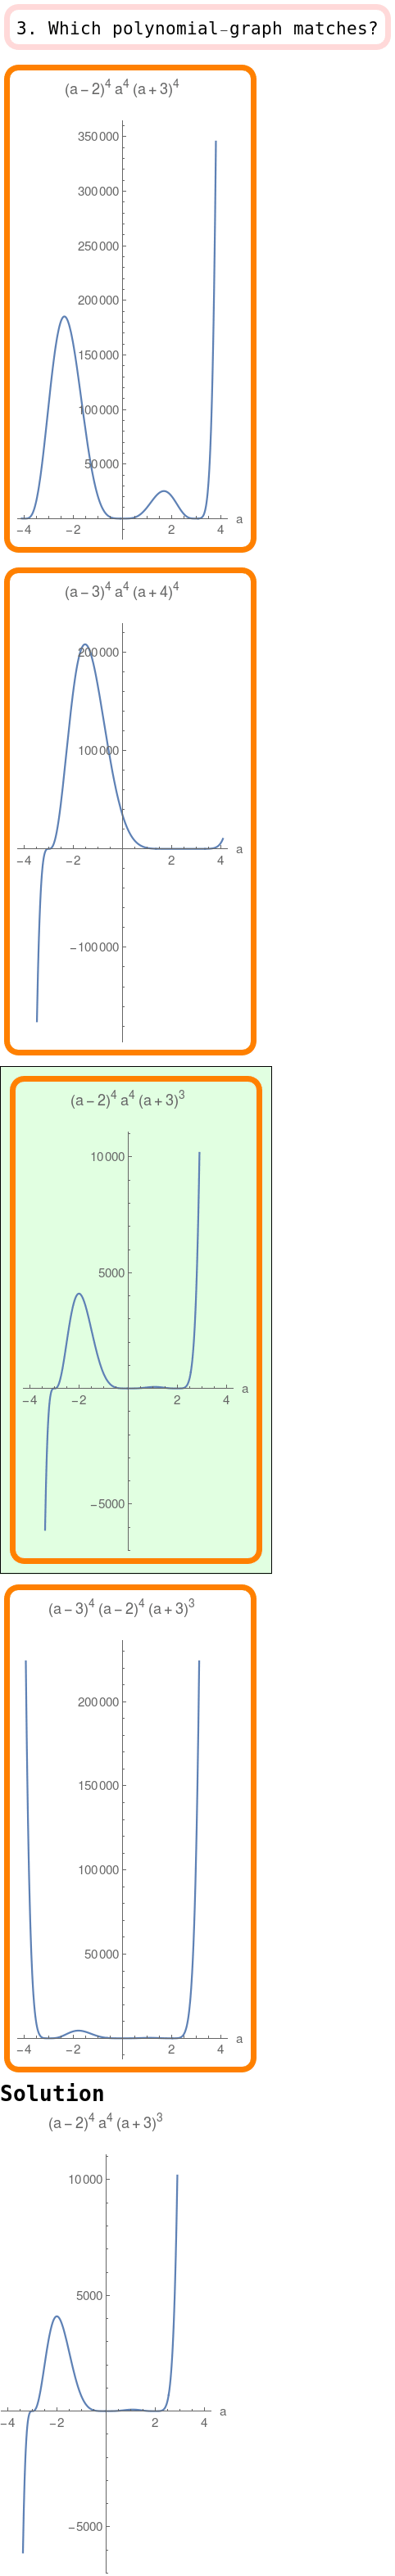 3. Which polynomial-graph matches?
(a-2)^4 a^4 (a+3)^4
350000
300000
250000
200000
150000
100000
50000
-4 -2 2 4 a
(a-3)^4 a^4 (a+4)^4
200000
100000
-4 -2 2 4 a
-100000
(a-2)^4 a^4 (a+3)^3
10000
5000
-4 -2 2 4 a
-5000
(a-3)^4 (a-2)^4 (a+3)^3
200000
150000
100000
50000
-4 -2 2 4 a
Solution
(a-2)^4 a^4 (a+3)^3
10000
5000
-4 -2 2 4 a
-5000